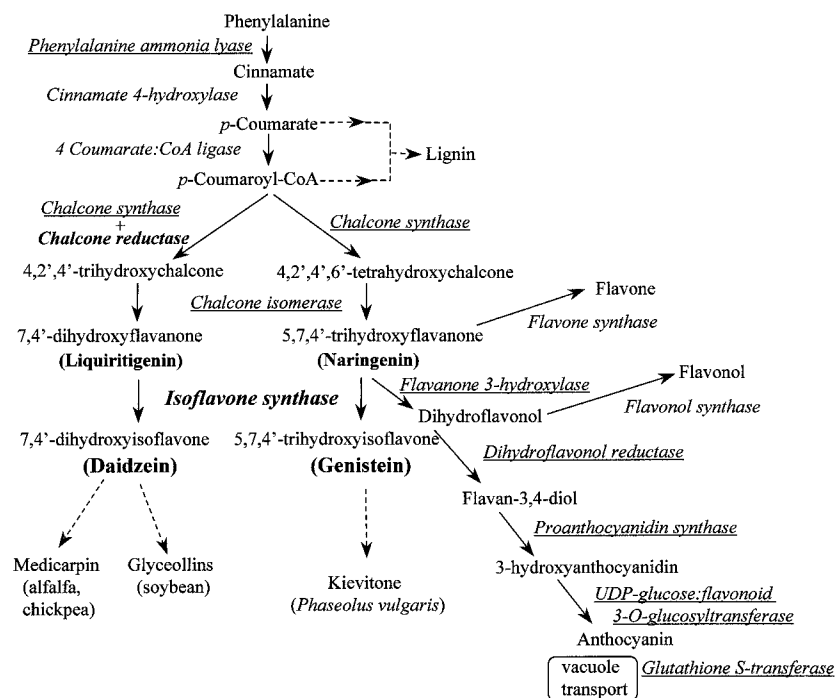 Phenylalanine
Phenylalanine ammonia lyase
Cinnamate
Cinnamate 4-hydroxylase
p-Coumarate
4 Coumarate:CoA ligase
Lignin
p-Coumaroyl-CoA
Chalcone synthase
+
Chalcone reductase
Chalcone synthase
4,2’,4’-trihydroxychalcone
4,2’,4’,6’-tetrahydroxychalcone
Chalcone isomerase
Flavone
Flavone synthase
7,4’-dihydroxyflavanone
(Liquiritigenin)
5,7,4’-trihydroxyflavanone
(Naringenin)
Isoflavone synthase
Flavanone 3-hydroxylase
Flavonol
Flavonol synthase
Dihydroflavonol
7,4’-dihydroxyisoflavone
(Daidzein)
5,7,4’-trihydroxyisoflavone
(Genistein)
Dihydroflavonol reductase
Flavan-3,4-diol
Proanthocyanidin synthase
Medicarpin
(alfalfa,
chickpea)
Glyceollins
(soybean)
Kievitone
(Phaseolus vulgaris)
3-hydroxyanthocyanidin
UDP-glucose:flavonoid
3-O-glucosyltransferase
Anthocyanin
vacuole
transport
Glutathione S-transferase